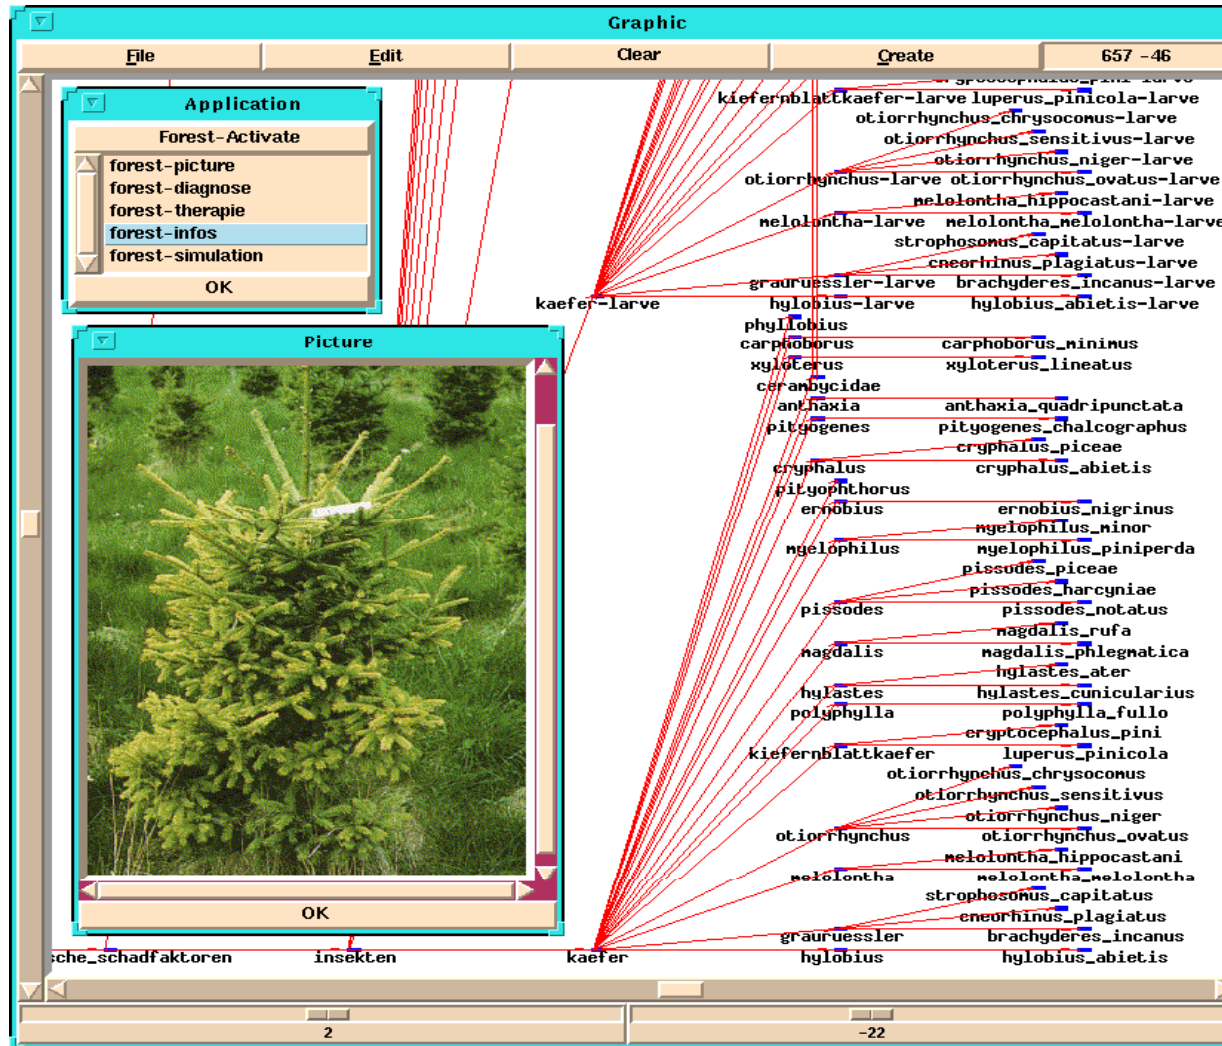 Graphic
File Edit Clear Create 657 -46
Application
Forest-Activate
forest-picture
forest-diagnose
forest-therapie
forest-infos
forest-simulation
OK
Picture
OK
kiefernblattkaefer-larve luperus_pinicola-larve
otiorrhynchus_chrysocomus-larve
otiorrhynchus_sensitivus-larve
otiorrhynchus_niger-larve
otiorrhynchus-larve otiorrhynchus_ovatus-larve
melolontha_hippocastani-larve
melolontha-larve melolontha_melolontha-larve
strophosomus_capitatus-larve
cneorhinus_plagiatus-larve
grauruessler-larve brachyderes_incanus-larve
kaefer-larve hylobius-larve hylobius_abietis-larve
phyllobius
carphoborus carphoborus_minimus
xyloterus xyloterus_lineatus
cerambycidae
anthaxia anthaxia_quadripunctata
pityogenes pityogenes_chalcographus
cryphalus_piceae
cryphalus cryphalus_abietis
pityophthorus
ernobius ernobius_nigrinus
myelophilus_minor
myelophilus myelophilus_piniperda
pissodes_piceae
pissodes_harcyniae
pissodes pissodes_notatus
magdalis_rufa
magdalis magdalis_phlegmatica
hylastes_ater
hylastes hylastes_cunicularius
polyphylla polyphylla_fullo
cryptocephalus_pini
kiefernblattkaefer luperus_pinicola
otiorrhynchus_chrysocomus
otiorrhynchus_sensitivus
otiorrhynchus_niger
otiorrhynchus otiorrhynchus_ovatus
melolontha_hippocastani
melolontha melolontha_melolontha
strophosomus_capitatus
cneorhinus_plagiatus
grauruessler brachyderes_incanus
sche_schadfaktoren insekten kaefer hylobius hylobius_abietis
2 -22